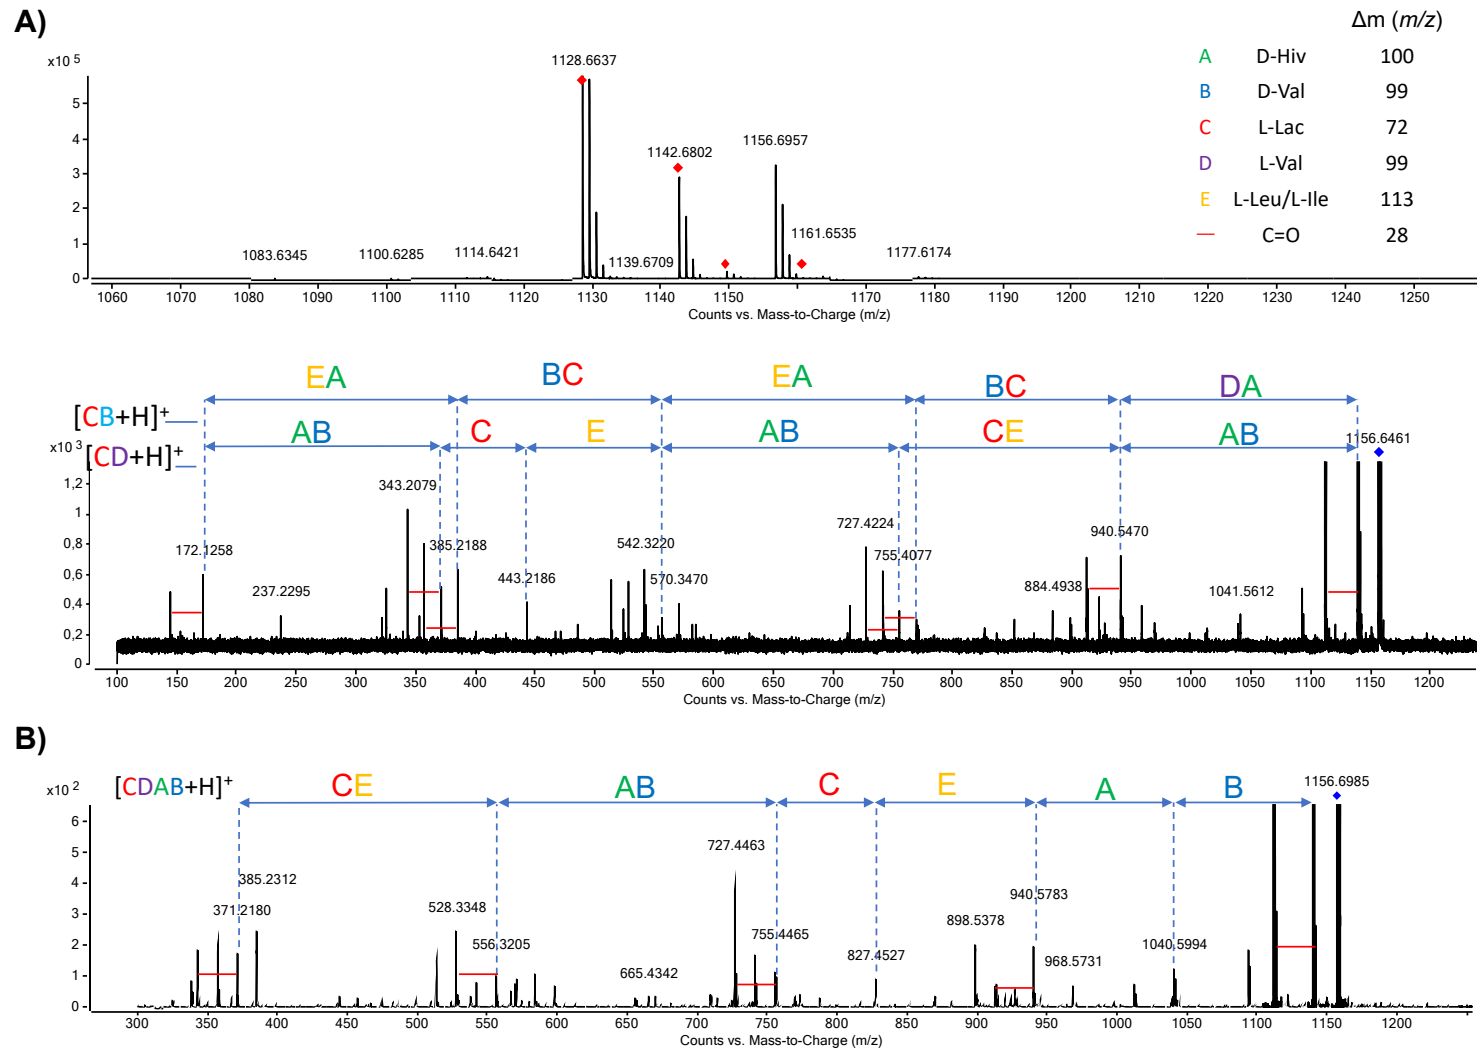 A)
Δm (m/z)
A D-Hiv 100
B D-Val 99
C L-Lac 72
D L-Val 99
E L-Leu/L-Ile 113
— C=O 28
x10 5
1128.6637
1142.6802
1156.6957
1083.6345
1100.6285
1114.6421
1139.6709
1161.6535
1177.6174
5
4
3
2
1
0
1060 1070 1080 1090 1100 1110 1120 1130 1140 1150 1160 1170 1180 1190 1200 1210 1220 1230 1240 1250
Counts vs. Mass-to-Charge (m/z)
EA BC EA BC DA
[CB+H]+
AB C E AB CE AB
[CD+H]+
x10 3
1156.6461
343.2079
172.1258
237.2295
385.2188
443.2186
542.3220
570.3470
727.4224
755.4077
884.4938
940.5470
1041.5612
1,2
1
0,8
0,6
0,4
0,2
0
100 150 200 250 300 350 400 450 500 550 600 650 700 750 800 850 900 950 1000 1050 1100 1150 1200
Counts vs. Mass-to-Charge (m/z)
B)
[CDAB+H]+
CE AB C E A B
x10 2
1156.6985
727.4463
385.2312
371.2180
528.3348
556.3205
665.4342
755.4465
827.4527
898.5378
940.5783
968.5731
1040.5994
6
5
4
3
2
1
0
300 350 400 450 500 550 600 650 700 750 800 850 900 950 1000 1050 1100 1150 1200
Counts vs. Mass-to-Charge (m/z)